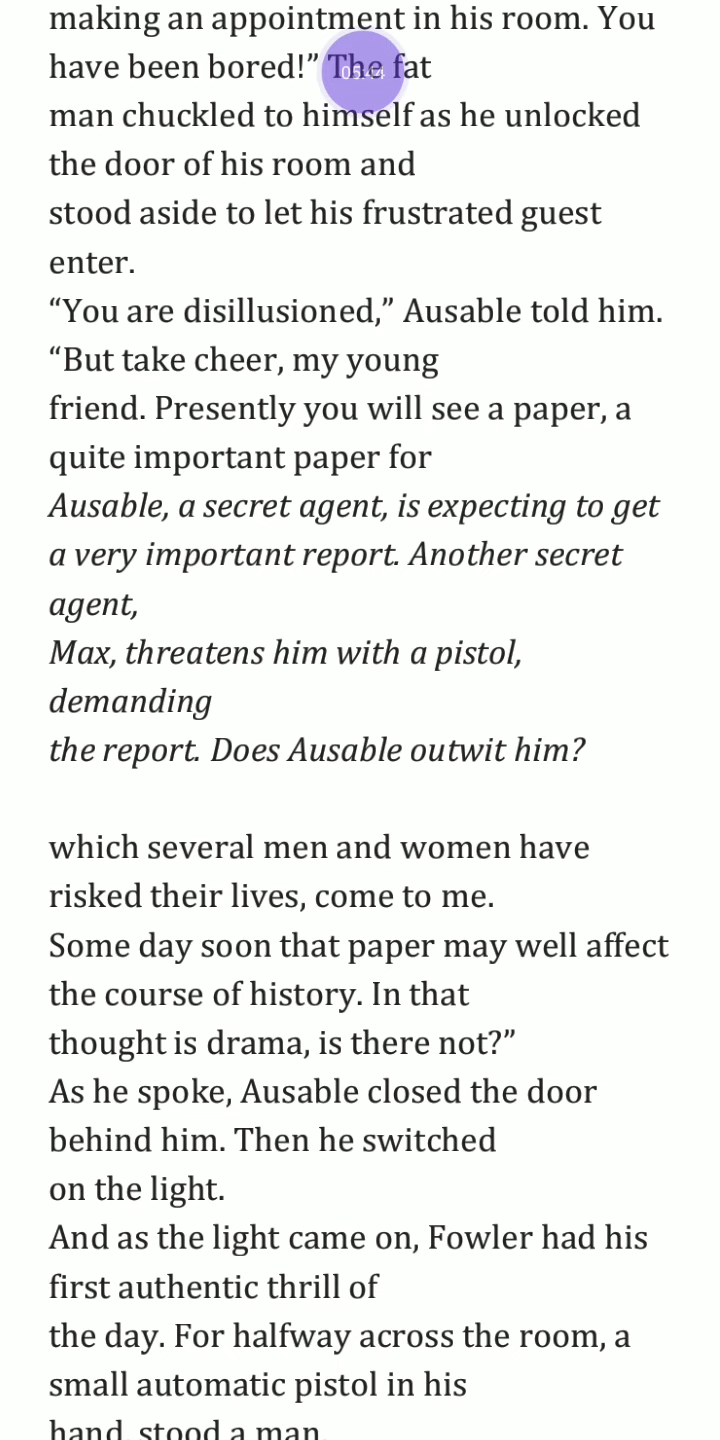 making an appointment in his room. You
have been bored!” The fat
05:44
man chuckled to himself as he unlocked
the door of his room and
stood aside to let his frustrated guest
enter.
“You are disillusioned,” Ausable told him.
“But take cheer, my young
friend. Presently you will see a paper, a
quite important paper for
Ausable, a secret agent, is expecting to get
a very important report. Another secret
agent,
Max, threatens him with a pistol,
demanding
the report. Does Ausable outwit him?
which several men and women have
risked their lives, come to me.
Some day soon that paper may well affect
the course of history. In that
thought is drama, is there not?”
As he spoke, Ausable closed the door
behind him. Then he switched
on the light.
And as the light came on, Fowler had his
first authentic thrill of
the day. For halfway across the room, a
small automatic pistol in his
hand, stood a man.